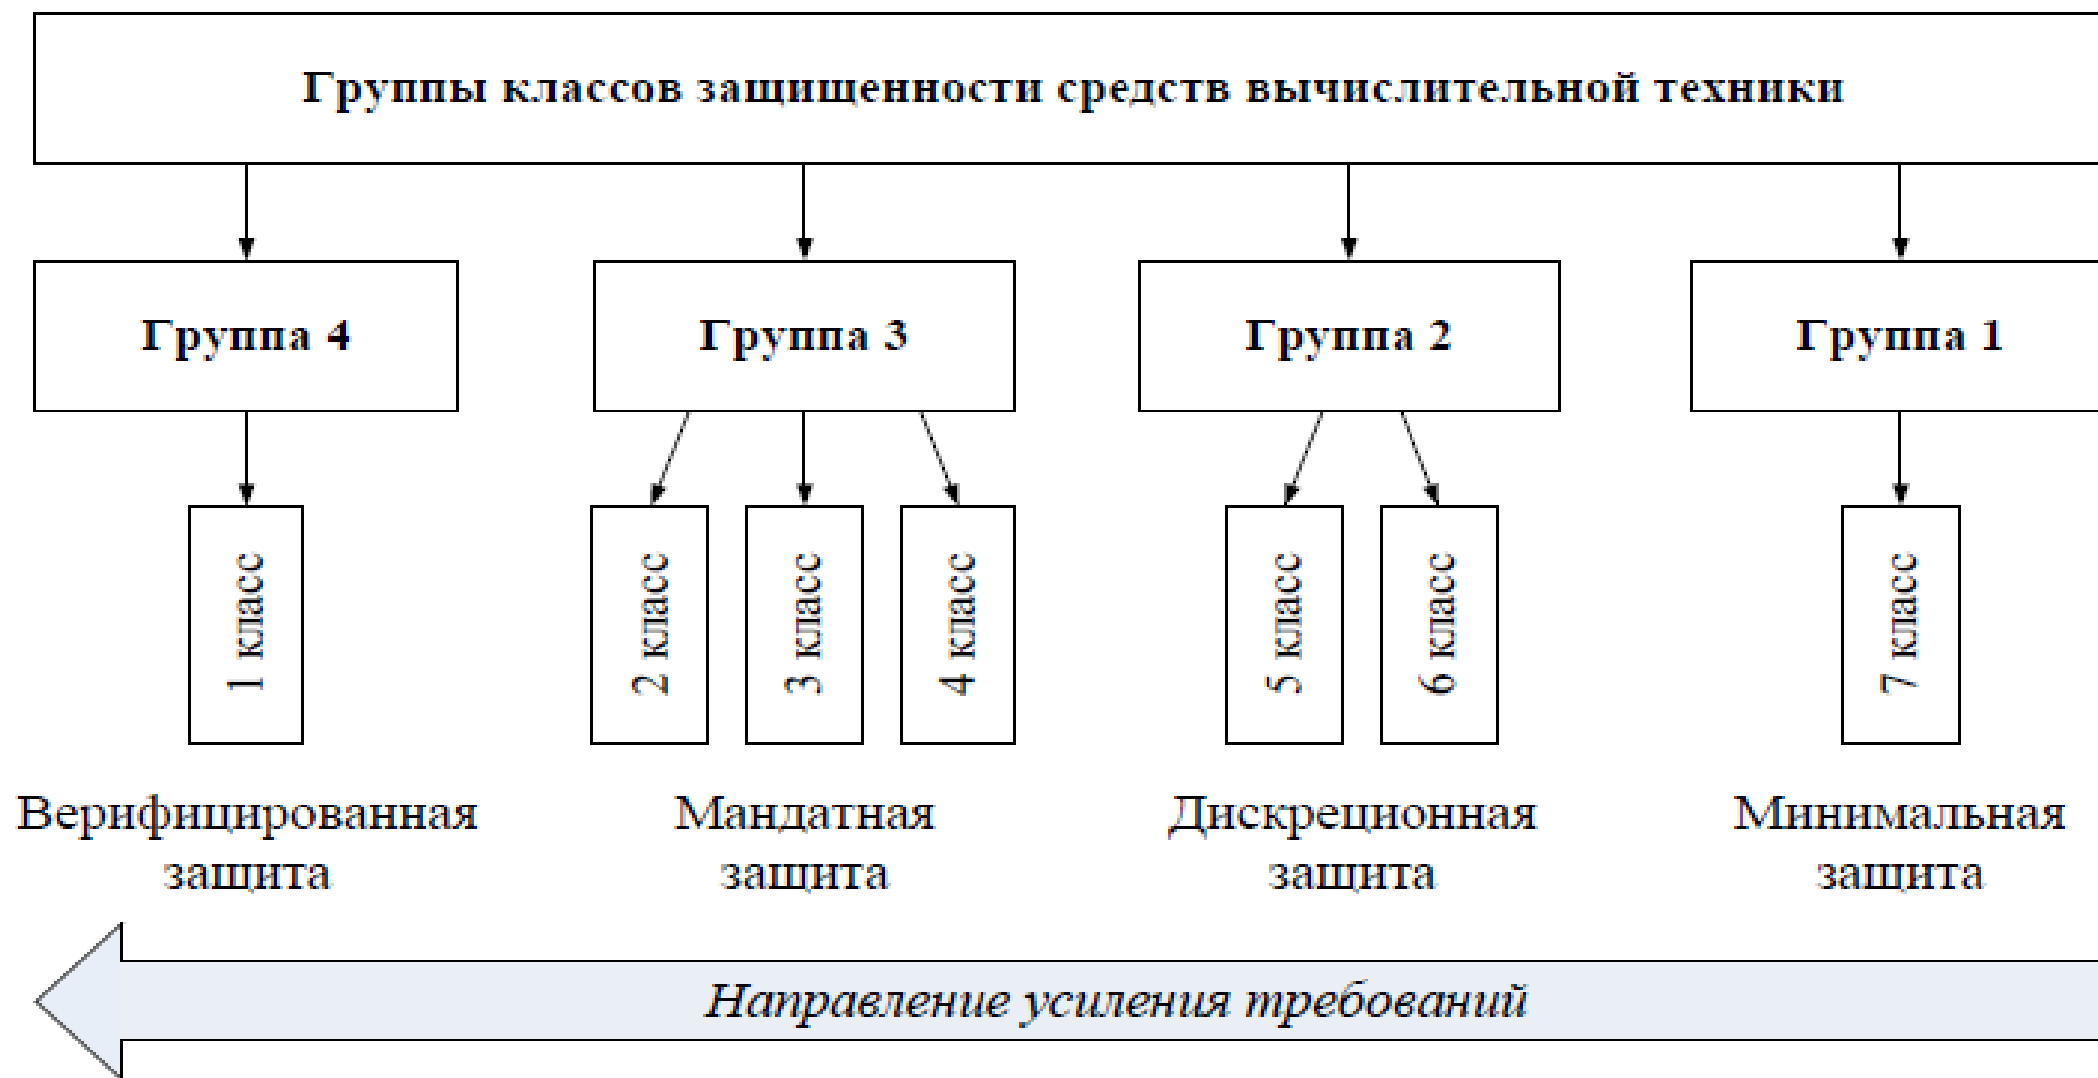 Группы классов защищенности средств вычислительной техники
Группа 4
Группа 3
Группа 2
Группа 1
1 класс
2 класс
3 класс
4 класс
5 класс
6 класс
7 класс
Верифицированная
защита
Мандатная
защита
Дискреционная
защита
Минимальная
защита
Направление усиления требований